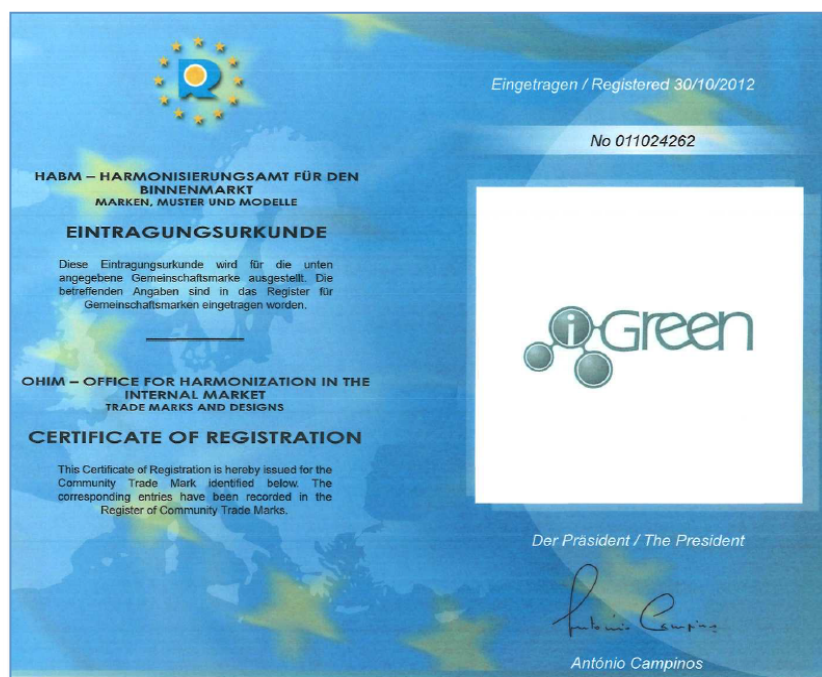 HABM – HARMONISIERUNGSAMT FÜR DEN
BINNENMARKT
MARKEN, MUSTER UND MODELLE
EINTRAGUNGSURKUNDE
Diese Eintragungsurkunde wird für die unten
angegebene Gemeinschaftsmarke ausgestellt. Die
betreffenden Angaben sind in das Register für
Gemeinschaftsmarken eingetragen worden.
OHIM – OFFICE FOR HARMONIZATION IN THE
INTERNAL MARKET
TRADE MARKS AND DESIGNS
CERTIFICATE OF REGISTRATION
This Certificate of Registration is hereby issued for the
Community Trade Mark identified below. The
corresponding entries have been recorded in the
Register of Community Trade Marks.
Eingetragen / Registered 30/10/2012
No 011024262
i-Green
Der Präsident / The President
António Campinos
António Campinos